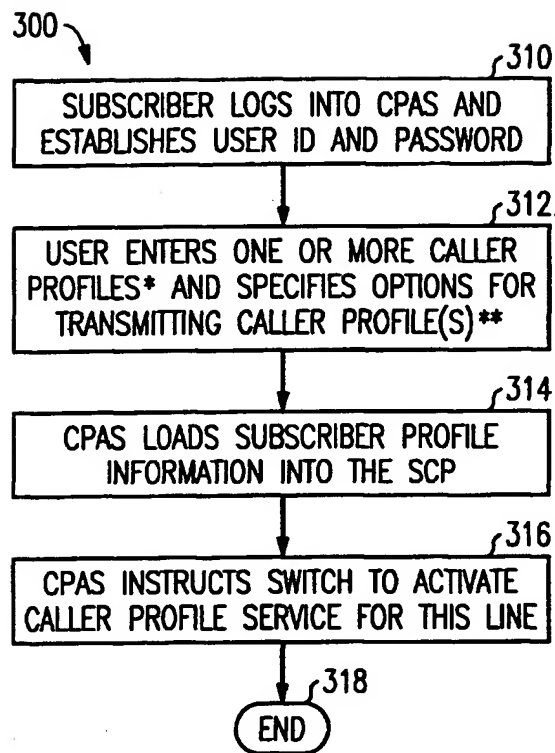 300
310
SUBSCRIBER LOGS INTO CPAS AND
ESTABLISHES USER ID AND PASSWORD
312
USER ENTERS ONE OR MORE CALLER
PROFILES* AND SPECIFIES OPTIONS FOR
TRANSMITTING CALLER PROFILE(S)**
314
CPAS LOADS SUBSCRIBER PROFILE
INFORMATION INTO THE SCP
316
CPAS INSTRUCTS SWITCH TO ACTIVATE
CALLER PROFILE SERVICE FOR THIS LINE
318
END